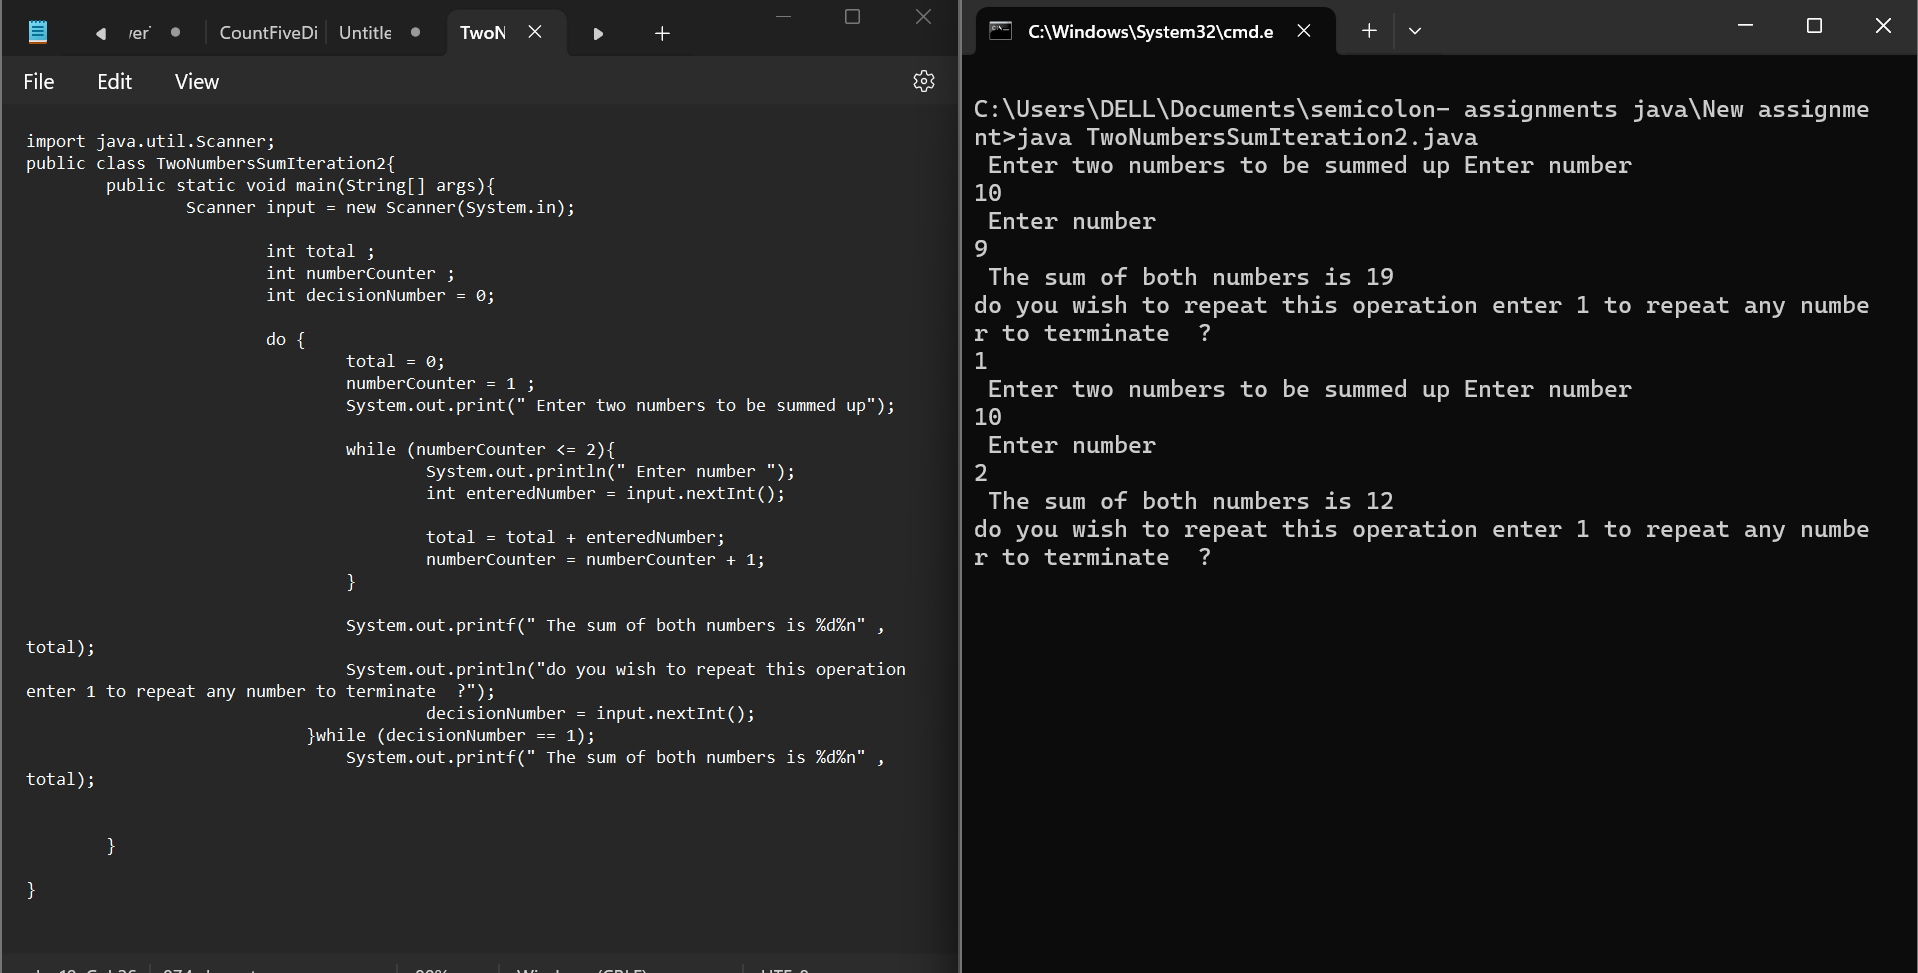 CountFiveDi
Untitle
TwoN
File Edit View
import java.util.Scanner;
public class TwoNumbersSumIteration2{
public static void main(String[] args){
Scanner input = new Scanner(System.in);
int total ;
int numberCounter ;
int decisionNumber = 0;
do {
total = 0;
numberCounter = 1 ;
System.out.print(" Enter two numbers to be summed up");
while (numberCounter <= 2){
System.out.println(" Enter number ");
int enteredNumber = input.nextInt();
total = total + enteredNumber;
numberCounter = numberCounter + 1;
}
System.out.printf(" The sum of both numbers is %d%n" ,
total);
System.out.println("do you wish to repeat this operation
enter 1 to repeat any number to terminate  ?");
decisionNumber = input.nextInt();
}while (decisionNumber == 1);
System.out.printf(" The sum of both numbers is %d%n" ,
total);
}
}
C:\Windows\System32\cmd.e
C:\Users\DELL\Documents\semicolon- assignments java\New assignme
nt>java TwoNumbersSumIteration2.java
Enter two numbers to be summed up Enter number
10
Enter number
9
The sum of both numbers is 19
do you wish to repeat this operation enter 1 to repeat any numbe
r to terminate  ?
1
Enter two numbers to be summed up Enter number
10
Enter number
2
The sum of both numbers is 12
do you wish to repeat this operation enter 1 to repeat any numbe
r to terminate  ?